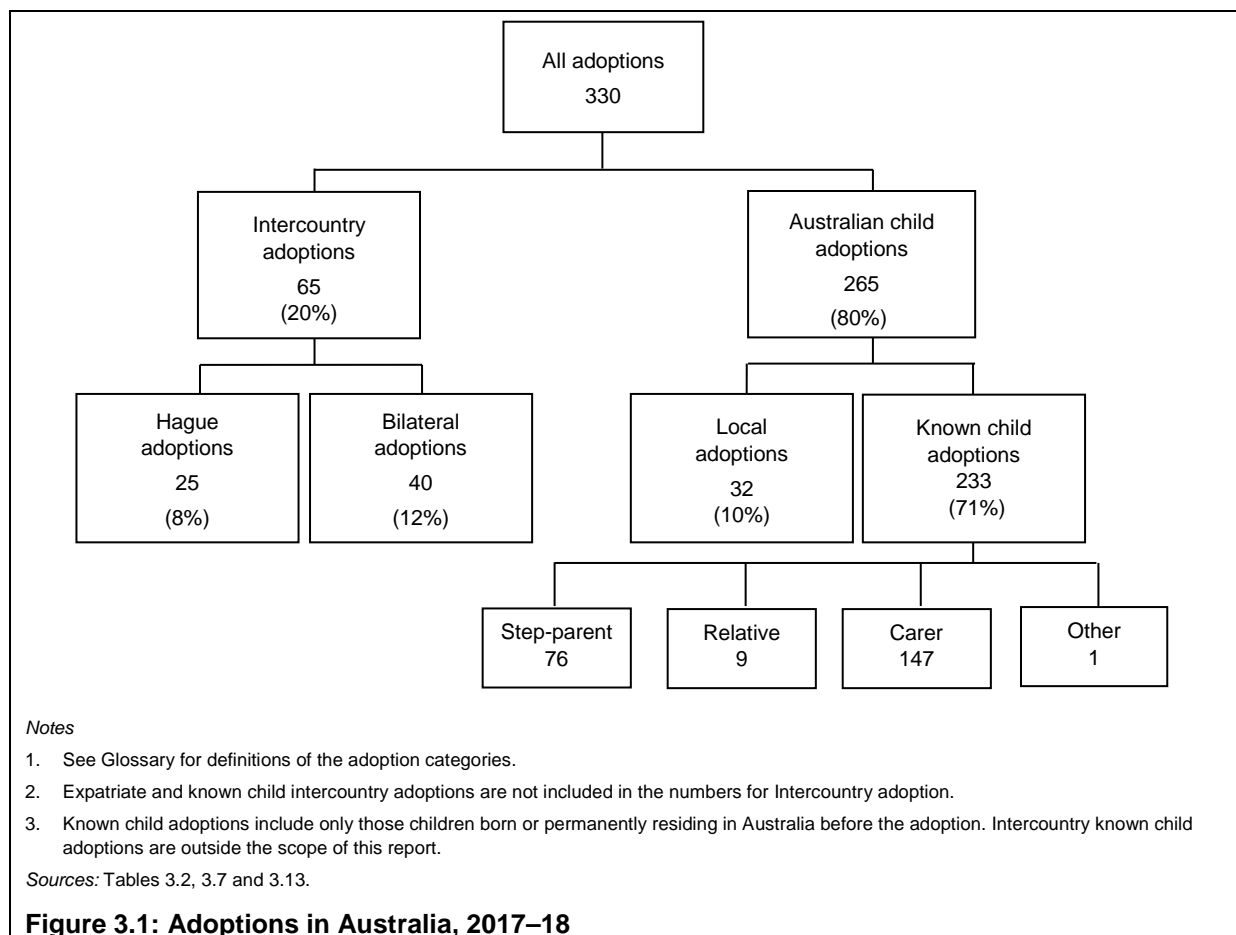 All adoptions
330
Intercountry
adoptions
65
(20%)
Australian child
adoptions
265
(80%)
Hague
adoptions
25
(8%)
Bilateral
adoptions
40
(12%)
Local
adoptions
32
(10%)
Known child
adoptions
233
(71%)
Step-parent
76
Relative
9
Carer
147
Other
1
Notes
1. See Glossary for definitions of the adoption categories.
2. Expatriate and known child intercountry adoptions are not included in the numbers for Intercountry adoption.
3. Known child adoptions include only those children born or permanently residing in Australia before the adoption. Intercountry known child
adoptions are outside the scope of this report.
Sources: Tables 3.2, 3.7 and 3.13.
Figure 3.1: Adoptions in Australia, 2017–18